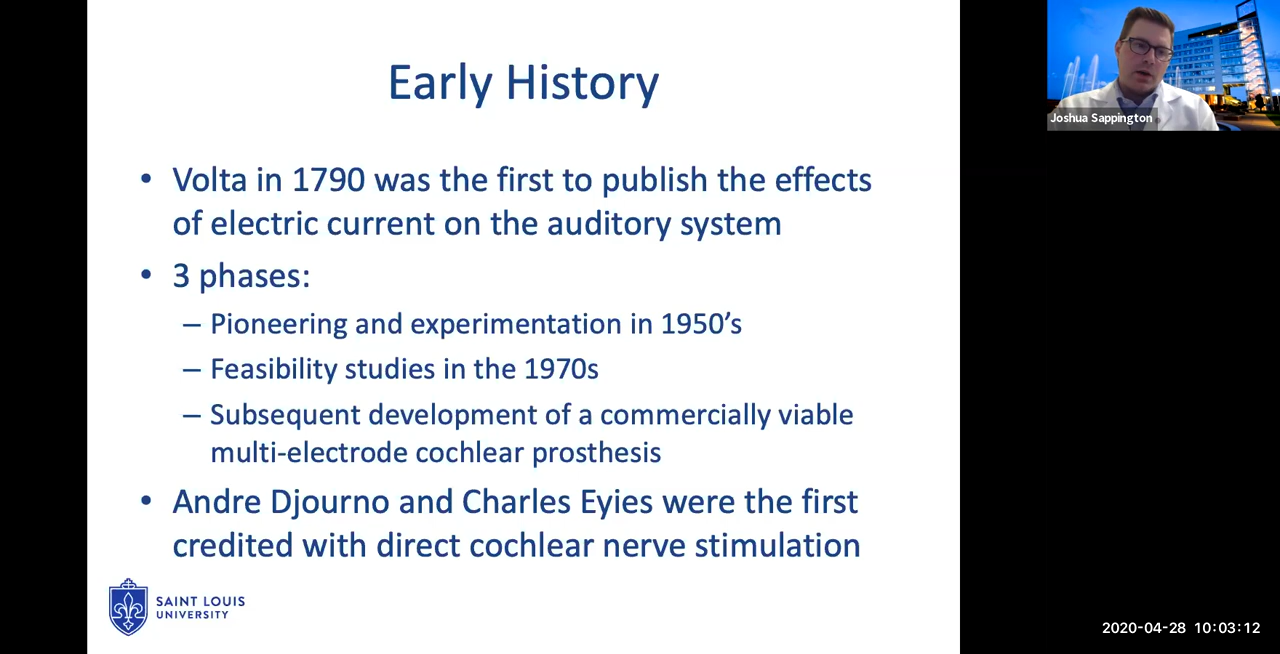 Early History
• Volta in 1790 was the first to publish the effects
of electric current on the auditory system
• 3 phases:
– Pioneering and experimentation in 1950’s
– Feasibility studies in the 1970s
– Subsequent development of a commercially viable
multi-electrode cochlear prosthesis
• Andre Djourno and Charles Eyies were the first
credited with direct cochlear nerve stimulation
SAINT LOUIS
UNIVERSITY
Joshua Sappington
2020-04-28 10:03:12